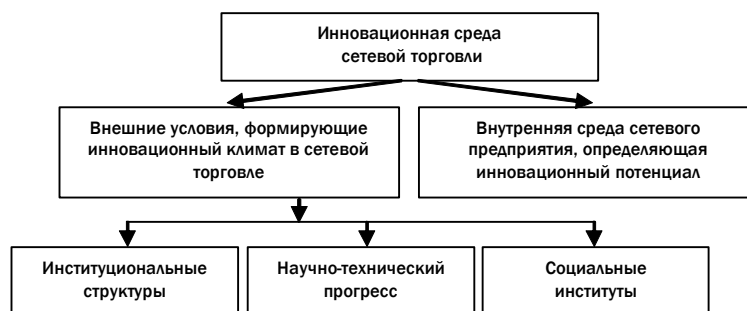 Инновационная среда
сетевой торговли
Внешние условия, формирующие
инновационный климат в сетевой
торговле
Внутренняя среда сетевого
предприятия, определяющая
инновационный потенциал
Институциональные
структуры
Научно-технический
прогресс
Социальные
институты